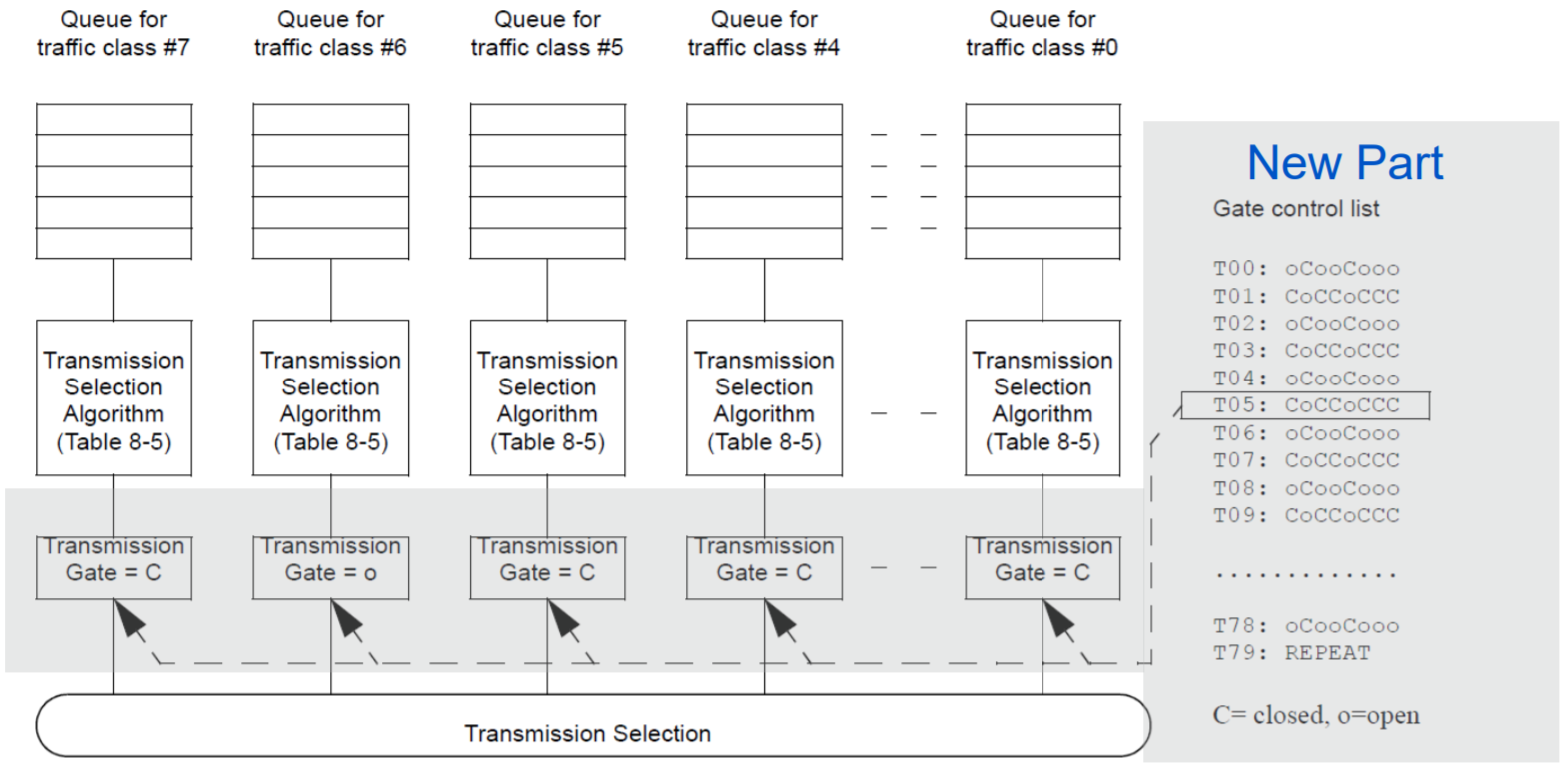 Queue for
traffic class #7
Queue for
traffic class #6
Queue for
traffic class #5
Queue for
traffic class #4
Queue for
traffic class #0
Transmission
Selection
Algorithm
(Table 8-5)
Transmission
Selection
Algorithm
(Table 8-5)
Transmission
Selection
Algorithm
(Table 8-5)
Transmission
Selection
Algorithm
(Table 8-5)
Transmission
Selection
Algorithm
(Table 8-5)
Transmission
Gate = C
Transmission
Gate = o
Transmission
Gate = C
Transmission
Gate = C
Transmission
Gate = C
Transmission Selection
New Part
Gate control list
T00: oCooCooo
T01: CoCCoCCC
T02: oCooCooo
T03: CoCCoCCC
T04: oCooCooo
T05: CoCCoCCC
T06: oCooCooo
T07: CoCCoCCC
T08: oCooCooo
T09: CoCCoCCC
. . . . . . . . . . . . .
T78: oCooCooo
T79: REPEAT
C= closed, o=open